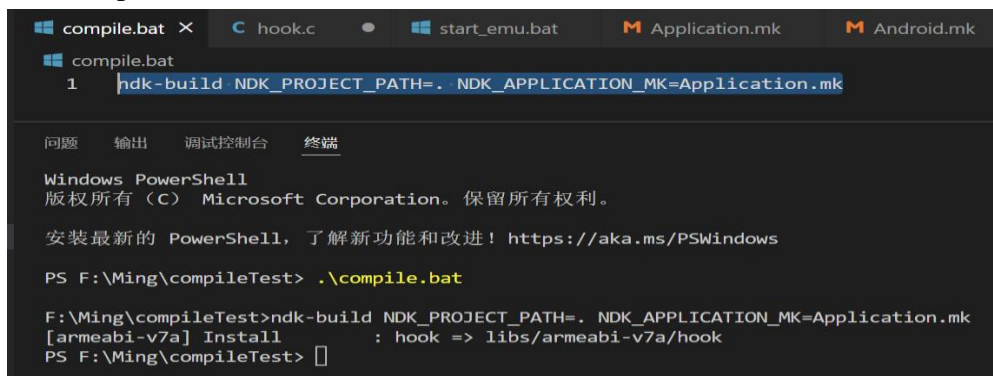 compile.bat × C hook.c ● start_emu.bat M Application.mk M Android.mk
compile.bat
1 ndk-build NDK_PROJECT_PATH=. NDK_APPLICATION_MK=Application.mk
问题 输出 调试控制台 终端
Windows PowerShell
版权所有 (C) Microsoft Corporation。保留所有权利。
安装最新的 PowerShell，了解新功能和改进！https://aka.ms/PSWindows
PS F:\Ming\compileTest> .\compile.bat
F:\Ming\compileTest>ndk-build NDK_PROJECT_PATH=. NDK_APPLICATION_MK=Application.mk
[armeabi-v7a] Install : hook => libs/armeabi-v7a/hook
PS F:\Ming\compileTest>